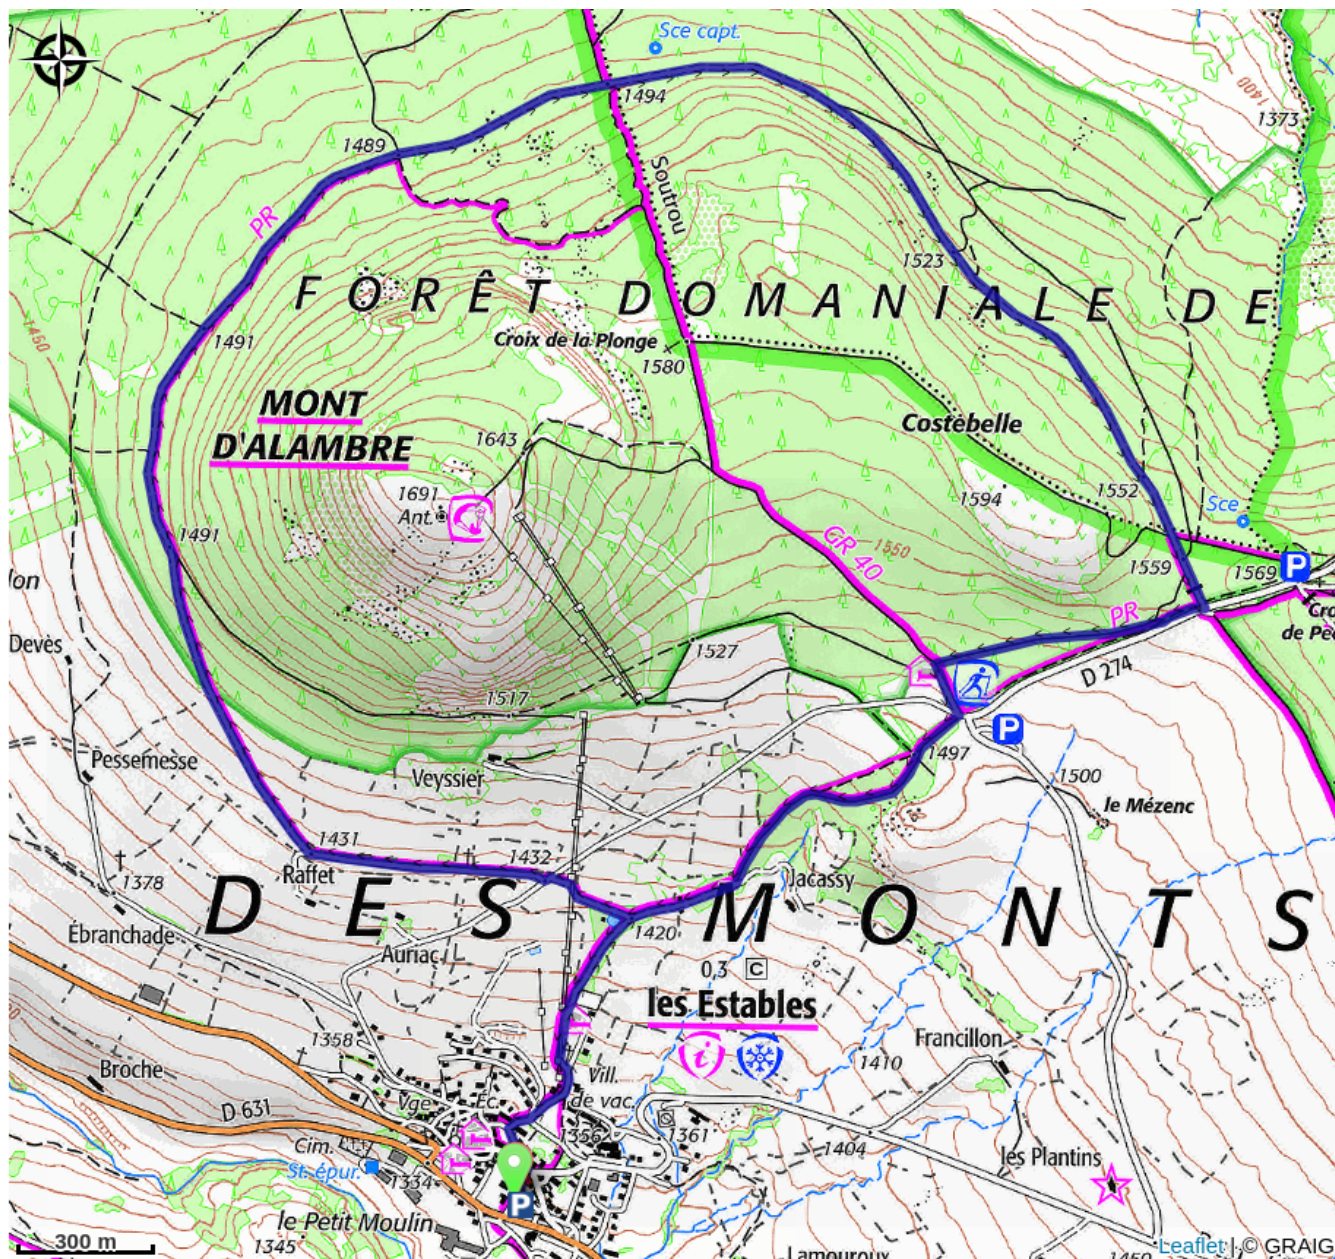 Sce capt.
1494
1400
1373
1489
Soutrou
PR
1523
FORÊT DOMANIALE DE
1450
1491
Croix de la Plonge
1580
MONT
D'ALAMBRE
1643
Costebelle
1691
Ant.
1594
1552
Sce
1491
GR 40
1550
1559
1569
P
lon
Devès
PR
1527
D 274
1517
P
Pessemesse
Veyssier
1497
1500
le Mézenc
1431
1432
Raffet
1378
Jacassy
DES MONTS
Ébranchade
1420
Auriac
0,3 C
les Estables
i
1358
1410
Francillon
Broche
Vill.
de vac.
Vge
Éc.
D 631
1356
1361
Cim.
1404
St. épur.
1334
les Plantins
P
le Petit Moulin
1345
300 m
Lamouroux
Leaflet | © GRAIG